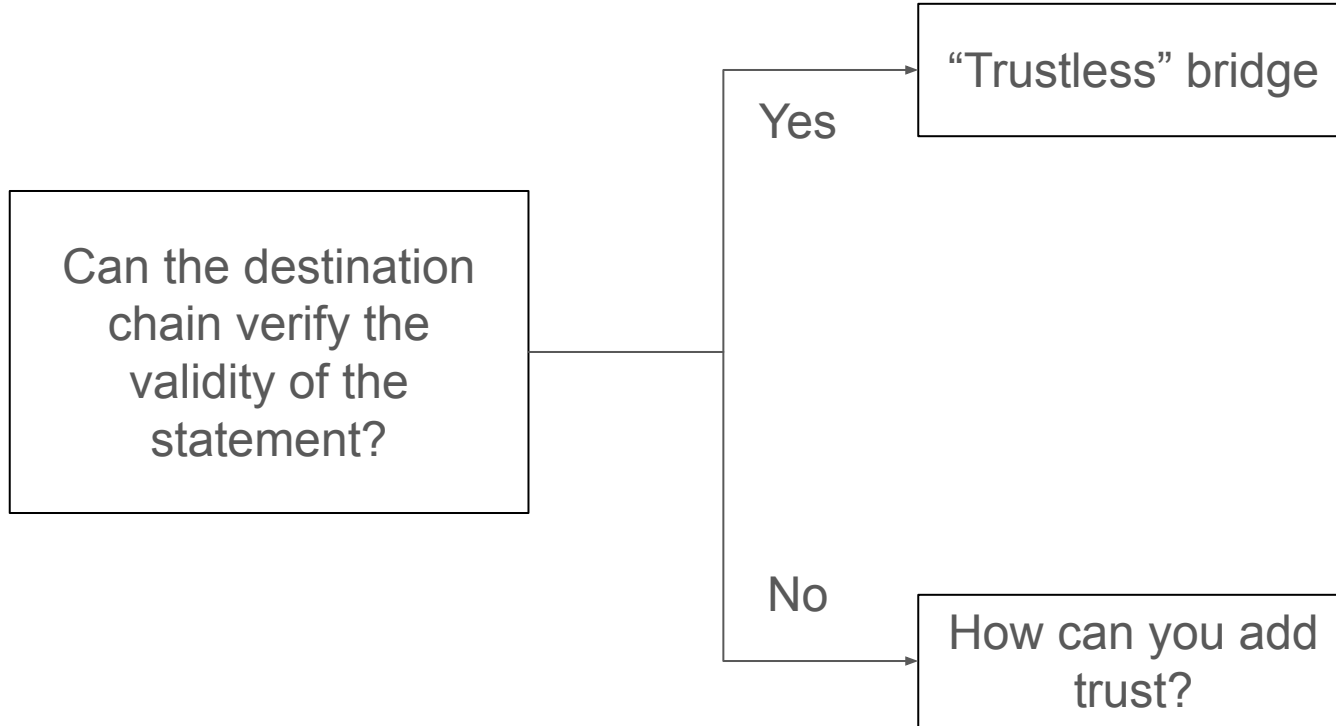 “Trustless” bridge
Yes
Can the destination
chain verify the
validity of the
statement?
No
How can you add
trust?